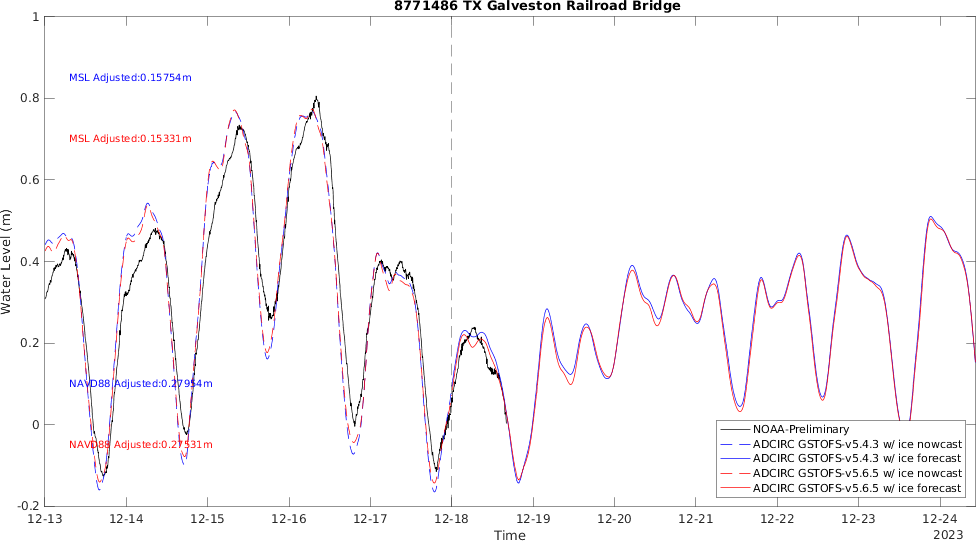 8771486 TX Galveston Railroad Bridge
1
0.8
0.6
0.4
0.2
0
-0.2
Water Level (m)
MSL Adjusted:0.15754m
MSL Adjusted:0.15331m
NAVD88 Adjusted:0.27954m
NAVD88 Adjusted:0.27531m
NOAA-Preliminary
ADCIRC GSTOFS-v5.4.3 w/ ice nowcast
ADCIRC GSTOFS-v5.4.3 w/ ice forecast
ADCIRC GSTOFS-v5.6.5 w/ ice nowcast
ADCIRC GSTOFS-v5.6.5 w/ ice forecast
12-13 12-14 12-15 12-16 12-17 12-18 12-19 12-20 12-21 12-22 12-23 12-24
Time
2023